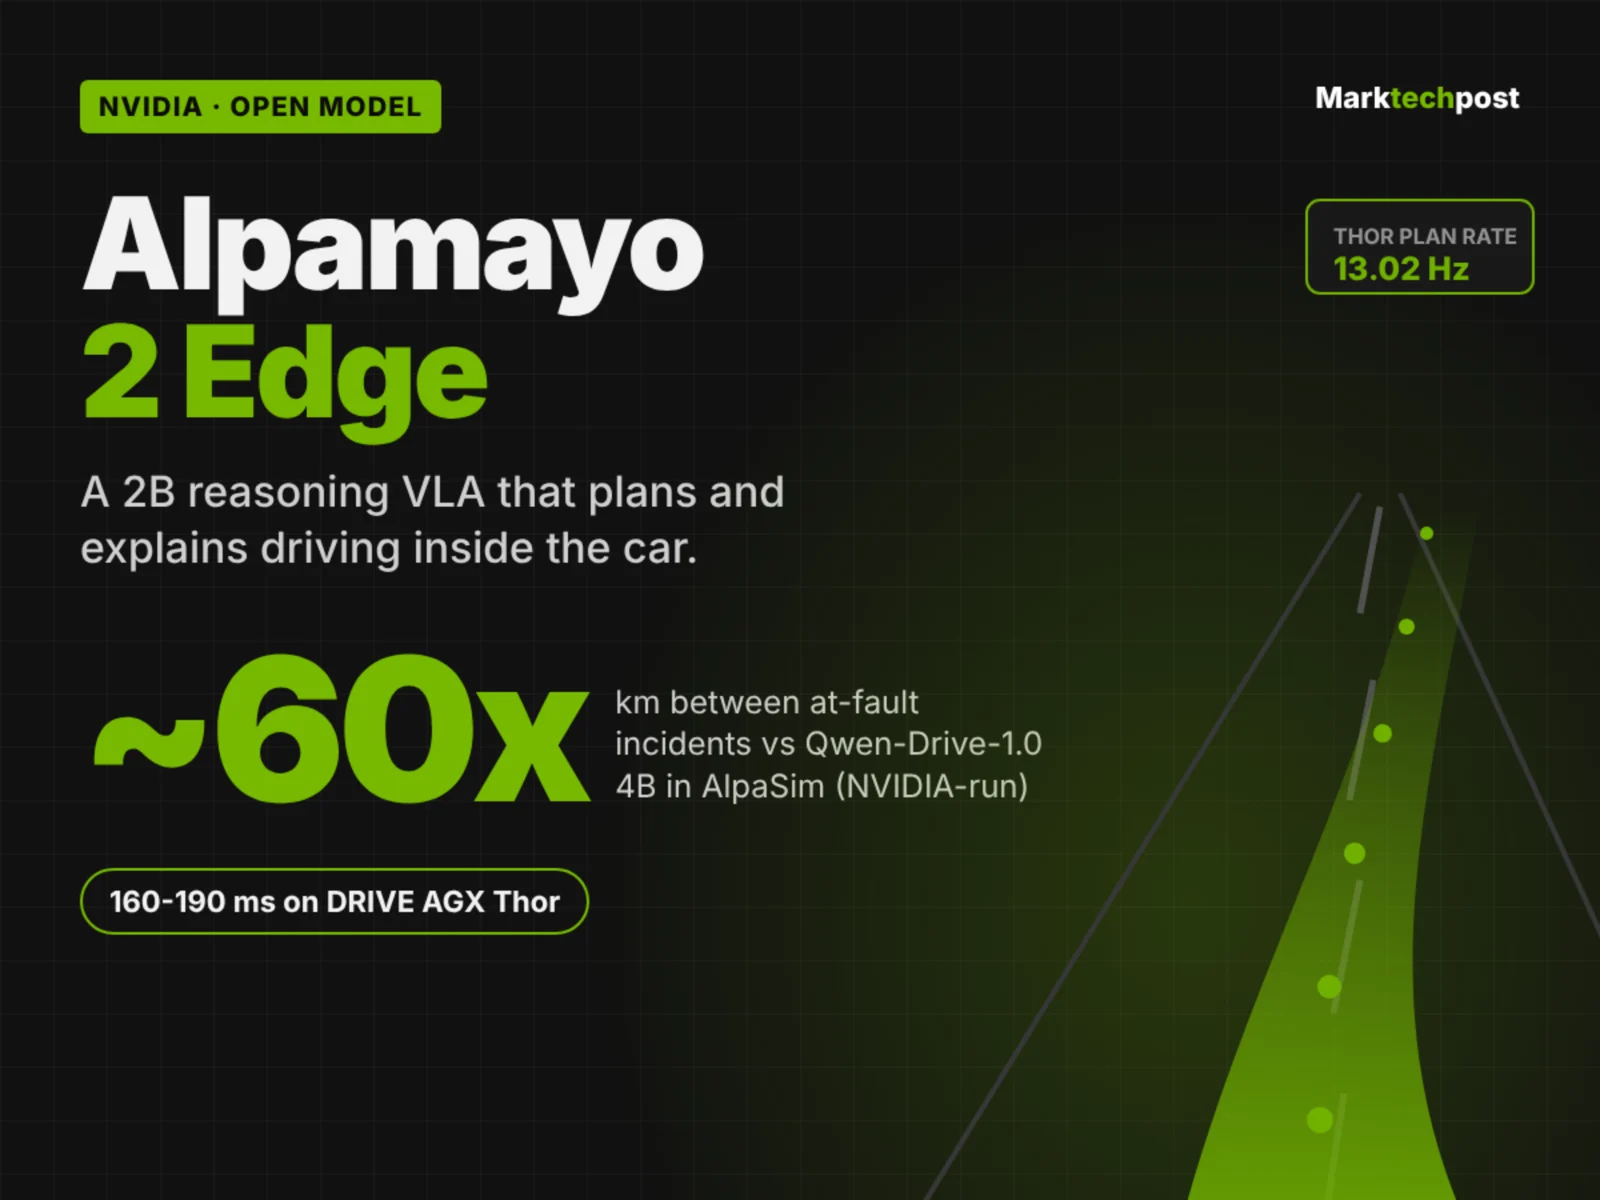 NVIDIA · OPEN MODEL
Marktechpost
Alpamayo
2 Edge
THOR PLAN RATE
13.02 Hz
A 2B reasoning VLA that plans and
explains driving inside the car.
~60x
km between at-fault
incidents vs Qwen-Drive-1.0
4B in AlpaSim (NVIDIA-run)
160-190 ms on DRIVE AGX Thor